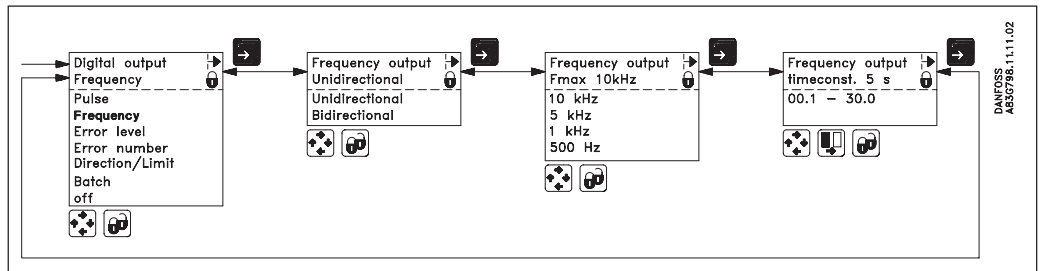 Digital output
Frequency
Pulse
Frequency
Error level
Error number
Direction/Limit
Batch
off
Frequency output
Unidirectional
Unidirectional
Bidirectional
Frequency output
Fmax 10kHz
10 kHz
5 kHz
1 kHz
500 Hz
Frequency output
timeconst. 5 s
00.1 – 30.0
DANFOSS
A83G798.11.11.02